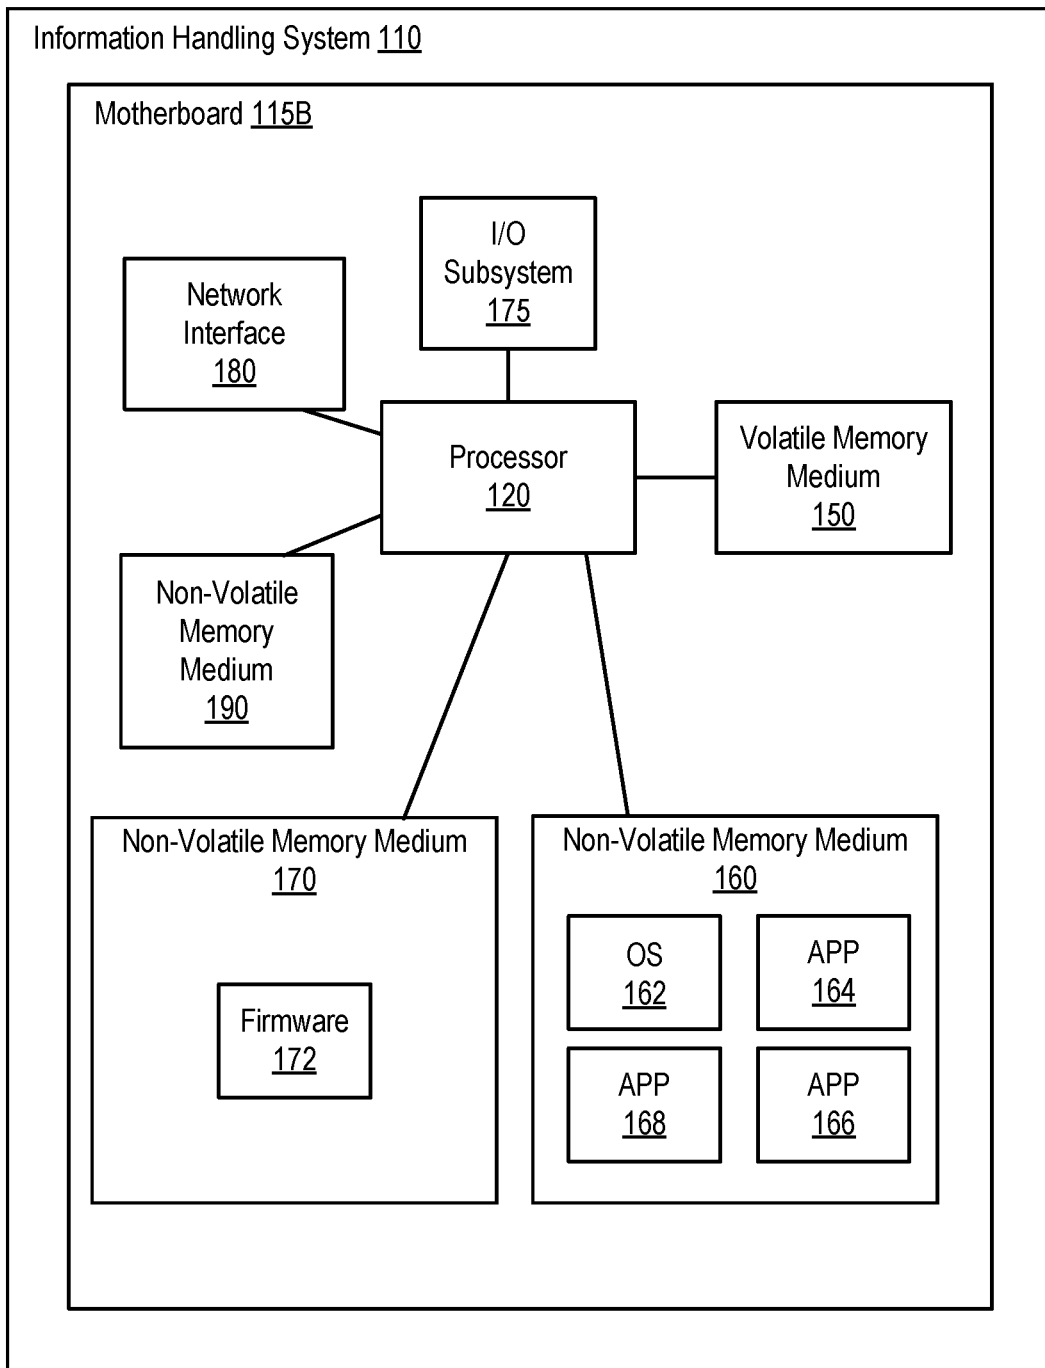 Information Handling System 110
Motherboard 115B
I/O
Subsystem
175
Network
Interface
180
Processor
120
Volatile Memory
Medium
150
Non-Volatile
Memory
Medium
190
Non-Volatile Memory Medium
170
Firmware
172
Non-Volatile Memory Medium
160
OS
162
APP
164
APP
168
APP
166